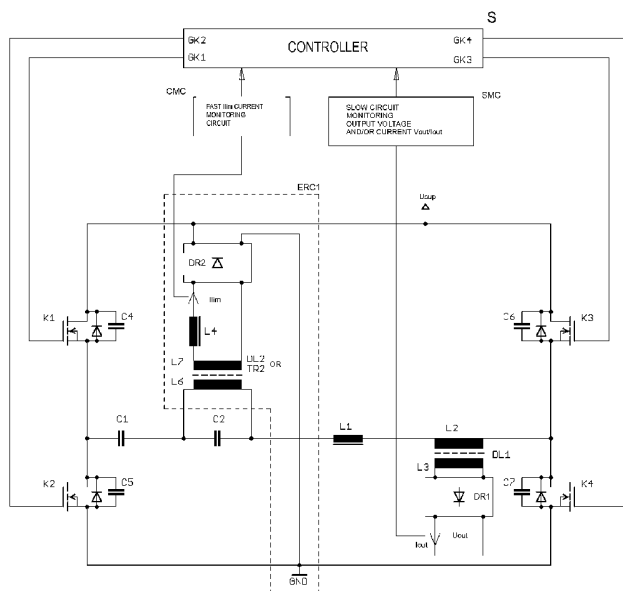 S
GK2
GK1
CONTROLLER
GK4
GK3
CMC
FAST Ilim CURRENT
MONITORING
CIRCUIT
SMC
SLOW CIRCUIT
MONITORING
OUTPUT VOLTAGE
AND/OR CURRENT Vout/Iout
ERC1
Usup
DR2
Ilim
K1
C4
C6
K3
L4
L7
DL2 OR
TR2
L6
C1
C2
L1
L2
DL1
L3
K2
C5
C7
K4
DR1
Iout
Uout
GND